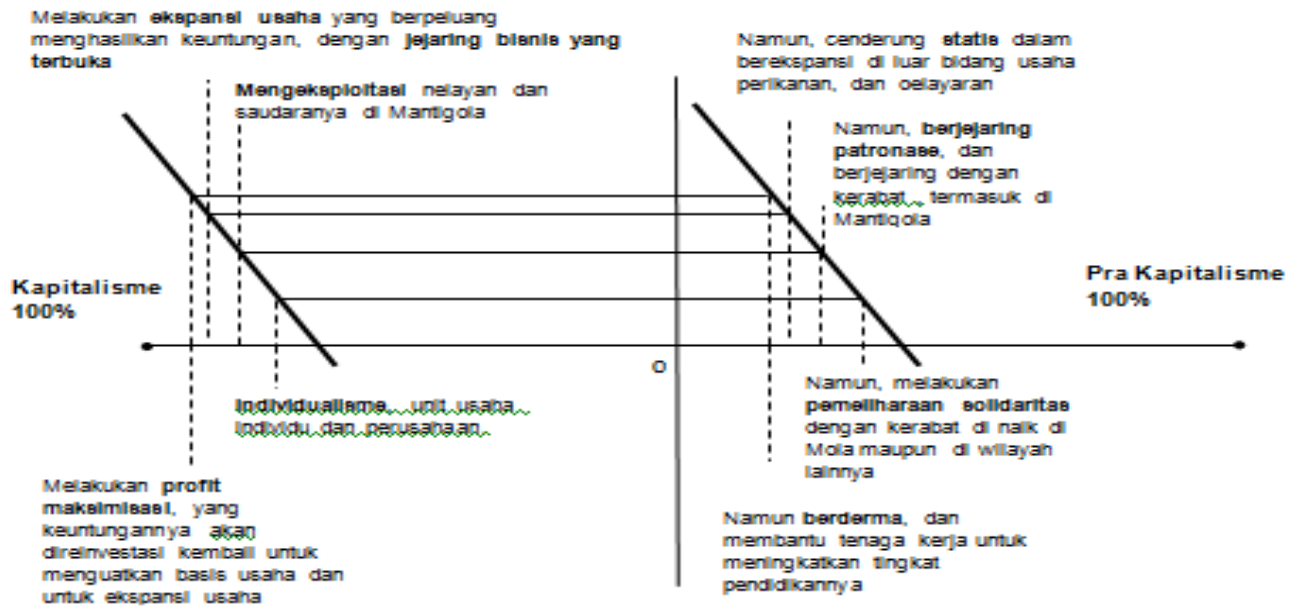 Melakukan ekspansi usaha yang berpeluang
menghasilkan keuntungan, dengan jejaring bisnis yang
terbuka
Mengeksploitasi nelayan dan
saudaranya di Mantigola
Namun, cenderung statis dalam
berekspansi di luar bidang usaha
perikanan, dan oelayaran
Namun, berjejaring
patronase, dan
berjejaring dengan
kerabat, termasuk di
Mantigola
Kapitalisme
100%
Pra Kapitalisme
100%
O
Individualisme, unit usaha
individu dan perusahaan
Namun, melakukan
pemeliharaan solidaritas
dengan kerabat di naik di
Mola maupun di wilayah
lainnya
Melakukan profit
maksimisasi, yang
keuntungannya akan
direinvestasi kembali untuk
menguatkan basis usaha dan
untuk ekspansi usaha
Namun berderma, dan
membantu tenaga kerja untuk
meningkatkan tingkat
pendidikannya